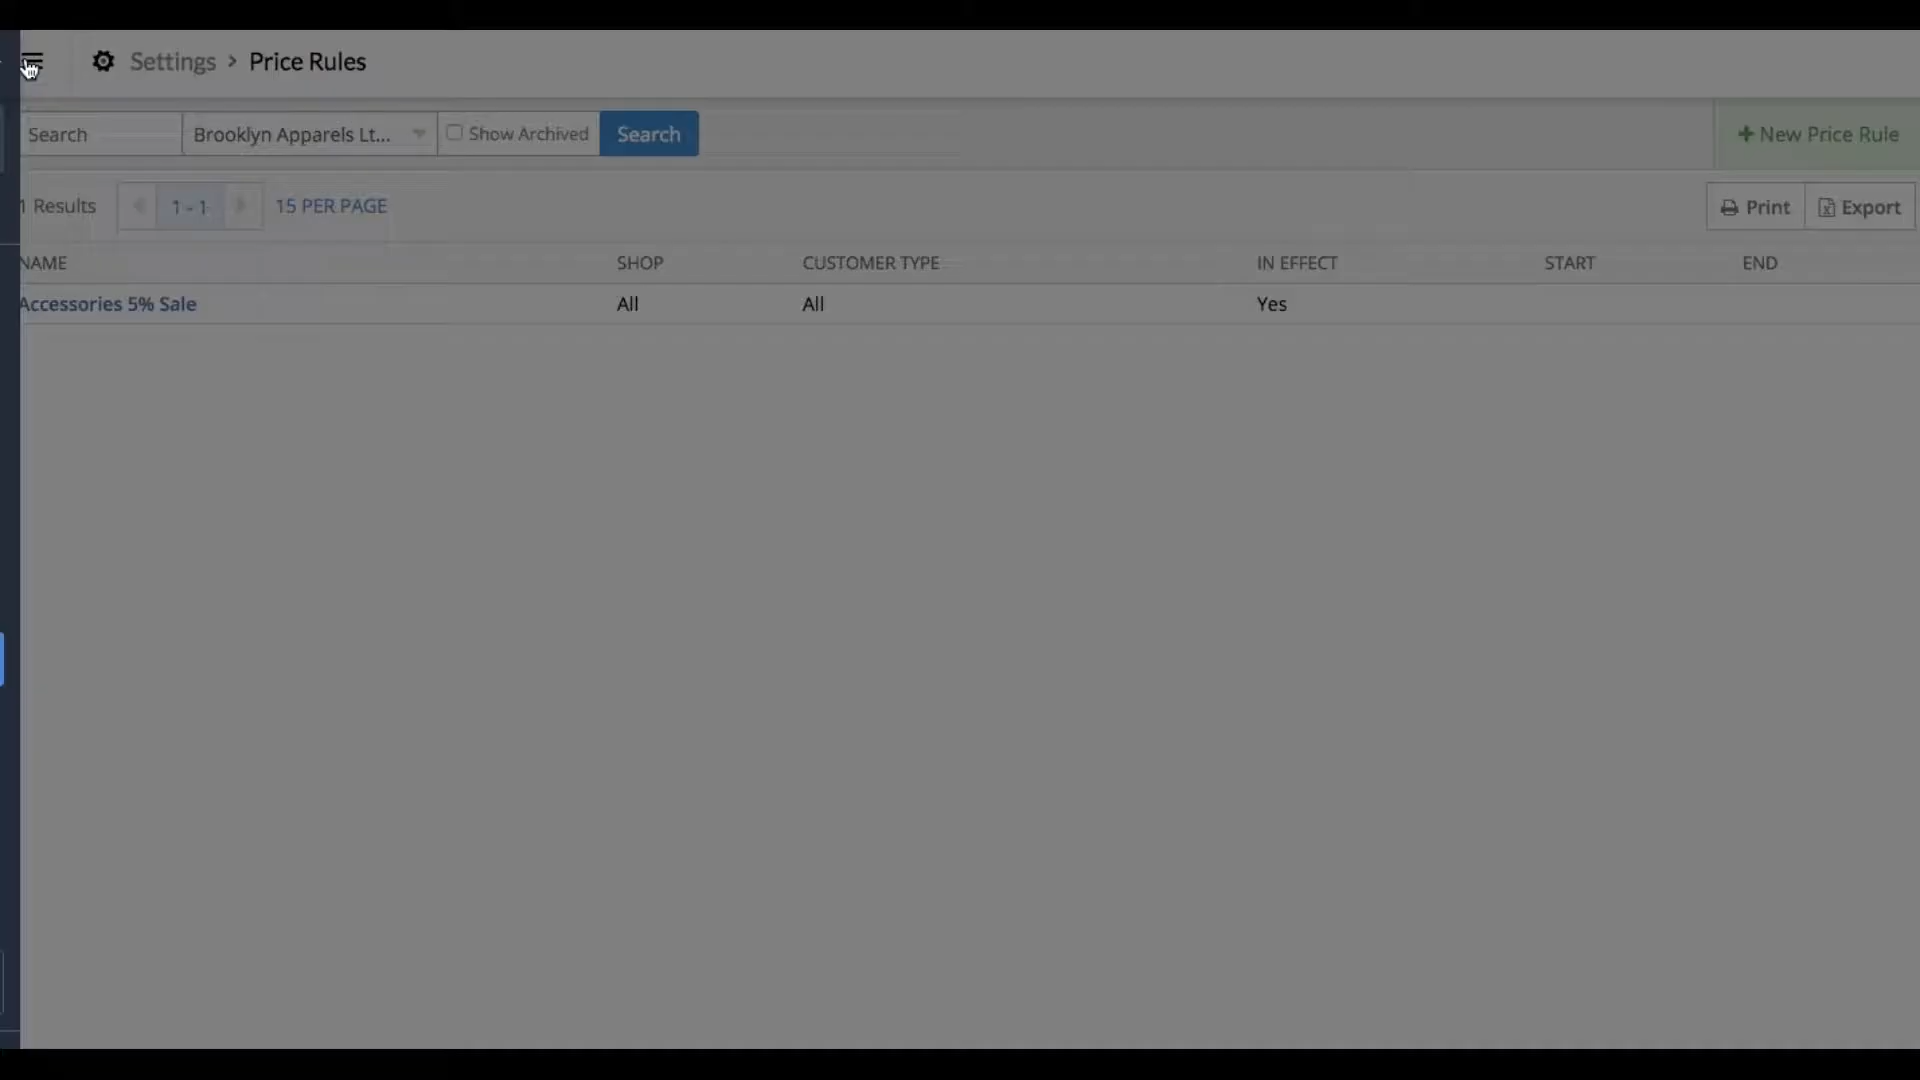 Settings > Price Rules
Search
Brooklyn Apparels Lt...
Show Archived
Search
+ New Price Rule
1 Results
1 - 1
15 PER PAGE
Print
Export
NAME SHOP CUSTOMER TYPE IN EFFECT START END
Accessories 5% Sale All All Yes